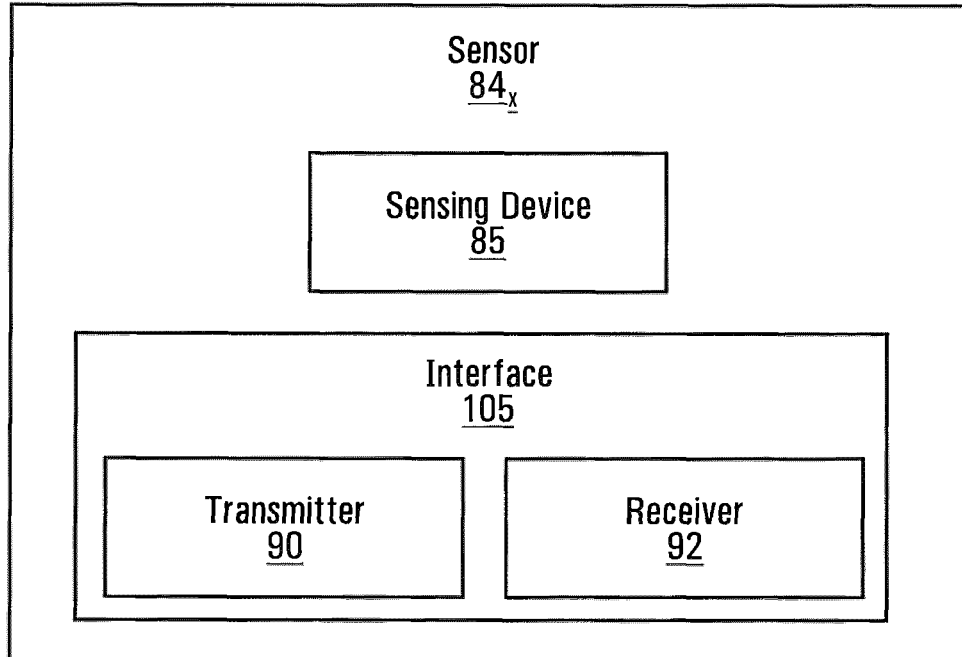 Sensor
84x
Sensing Device
85
Interface
105
Transmitter
90
Receiver
92